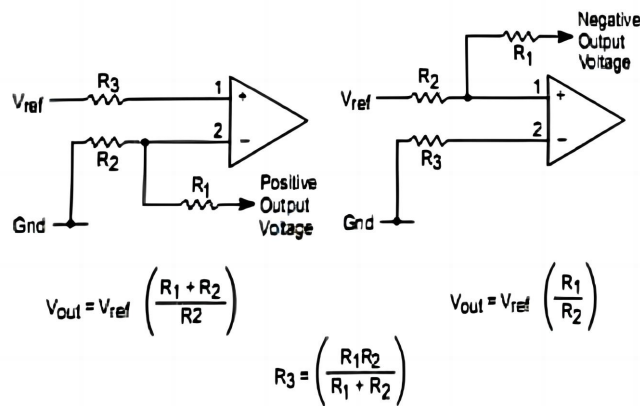 R3
Vref
1
+
2
−
R2
Gnd
R1
Positive
Output
Voltage
Vout = Vref ( R1 + R2 / R2 )
Negative
Output
Voltage
R1
R2
Vref
1
+
2
−
R3
Gnd
Vout = Vref ( R1 / R2 )
R3 = ( R1R2 / R1 + R2 )